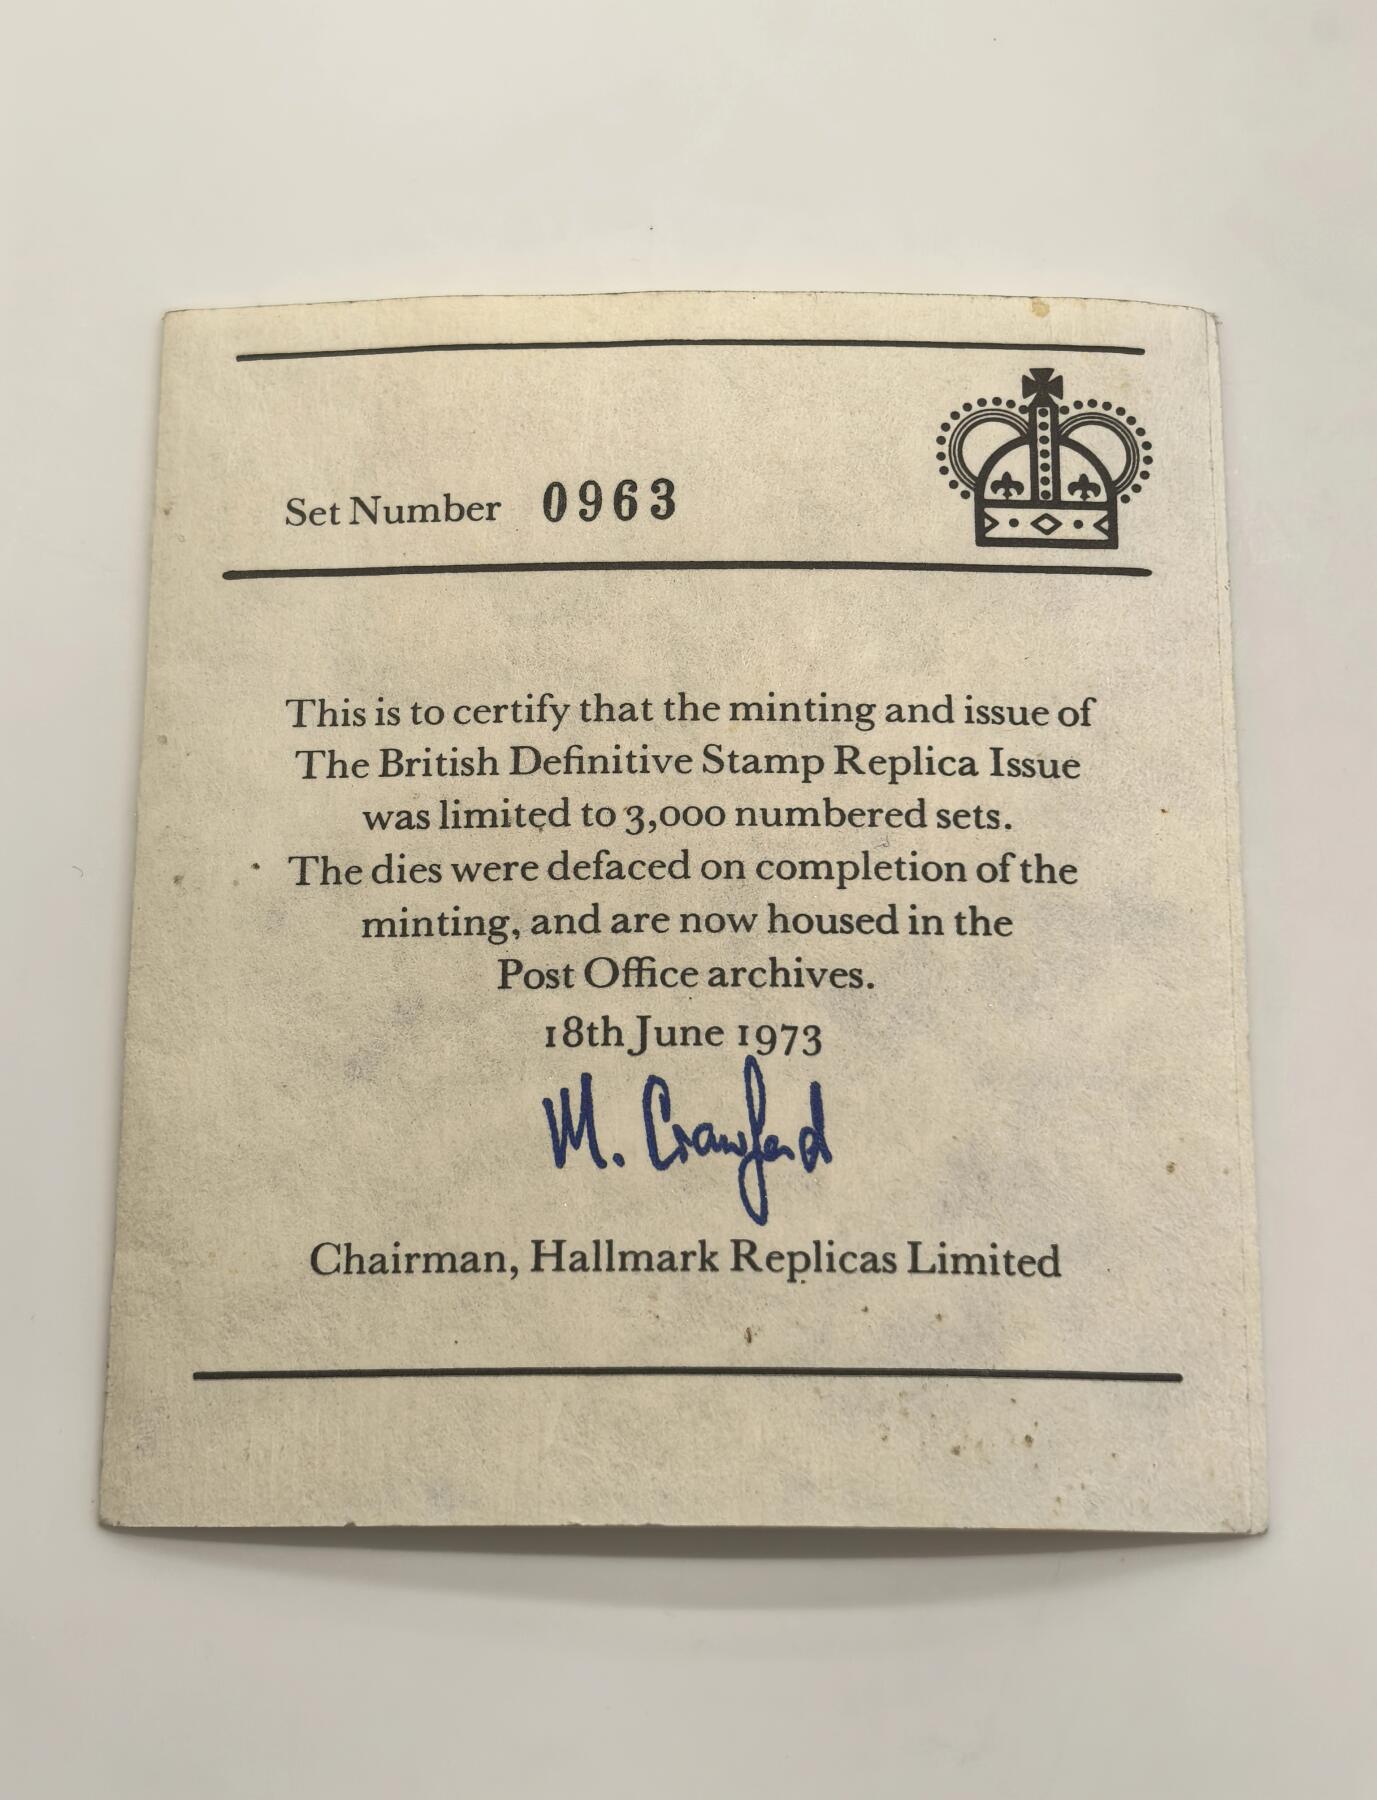 Set Number 0963
This is to certify that the minting and issue of
The British Definitive Stamp Replica Issue
was limited to 3,000 numbered sets.
The dies were defaced on completion of the
minting, and are now housed in the
Post Office archives.
18th June 1973
M. Crawford
Chairman, Hallmark Replicas Limited